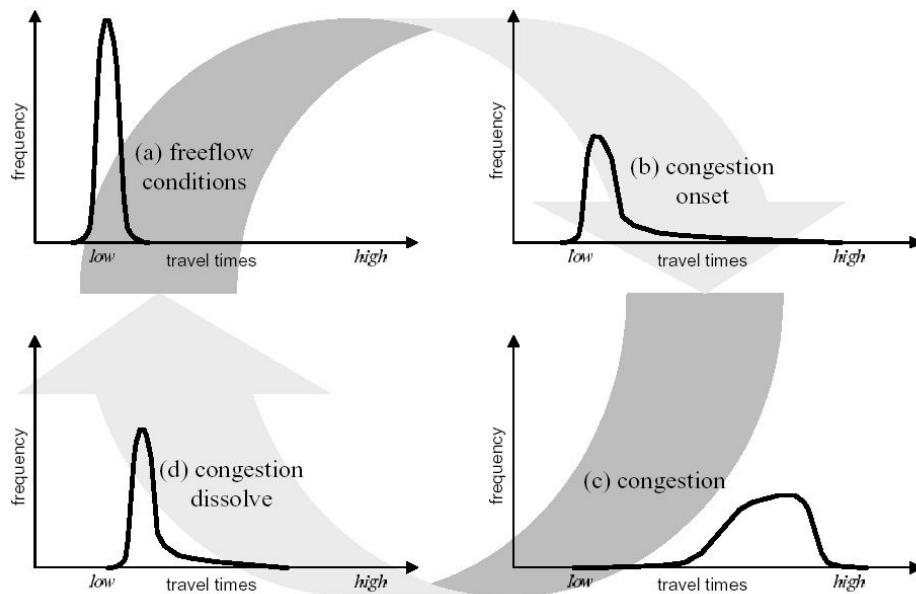 frequency
(a) freeflow
conditions
low
travel times
high
frequency
(b) congestion
onset
low
travel times
high
frequency
(d) congestion
dissolve
low
travel times
high
frequency
(c) congestion
low
travel times
high